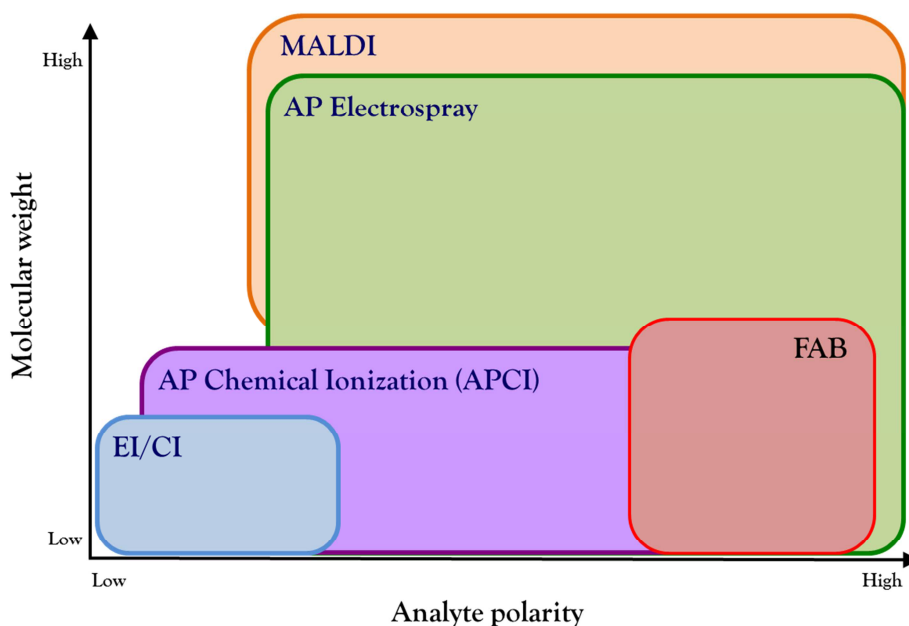 MALDI
High
AP Electrospray
Molecular weight
FAB
AP Chemical Ionization (APCI)
EI/CI
Low
Low
High
Analyte polarity